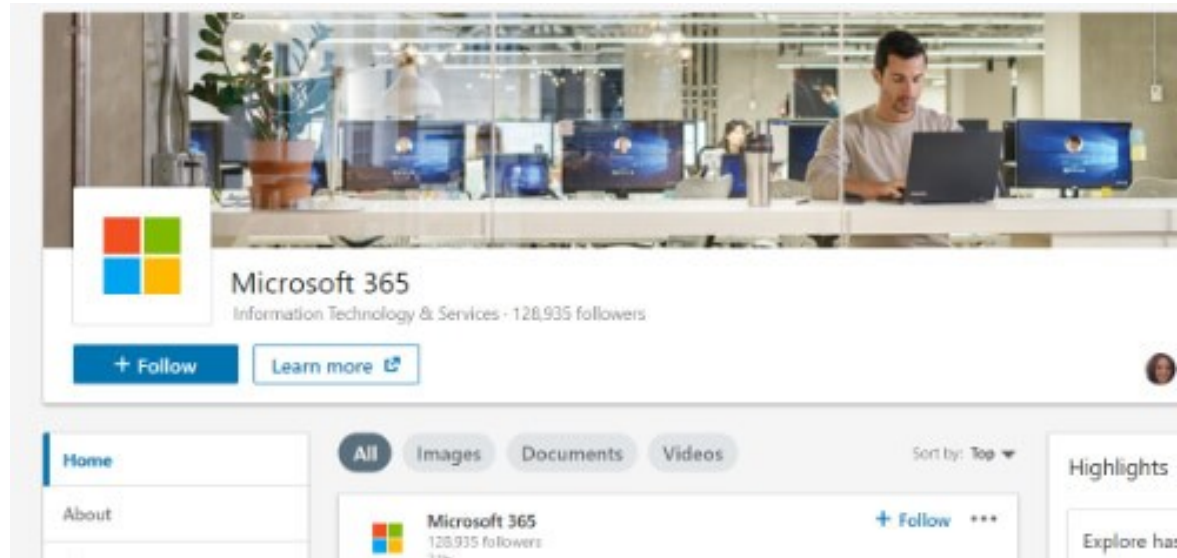 Microsoft 365
Information Technology & Services · 128,935 followers
+ Follow
Learn more
Home
About
All
Images
Documents
Videos
Sort by: Top
Microsoft 365
128,935 followers
+ Follow
Highlights
Explore has